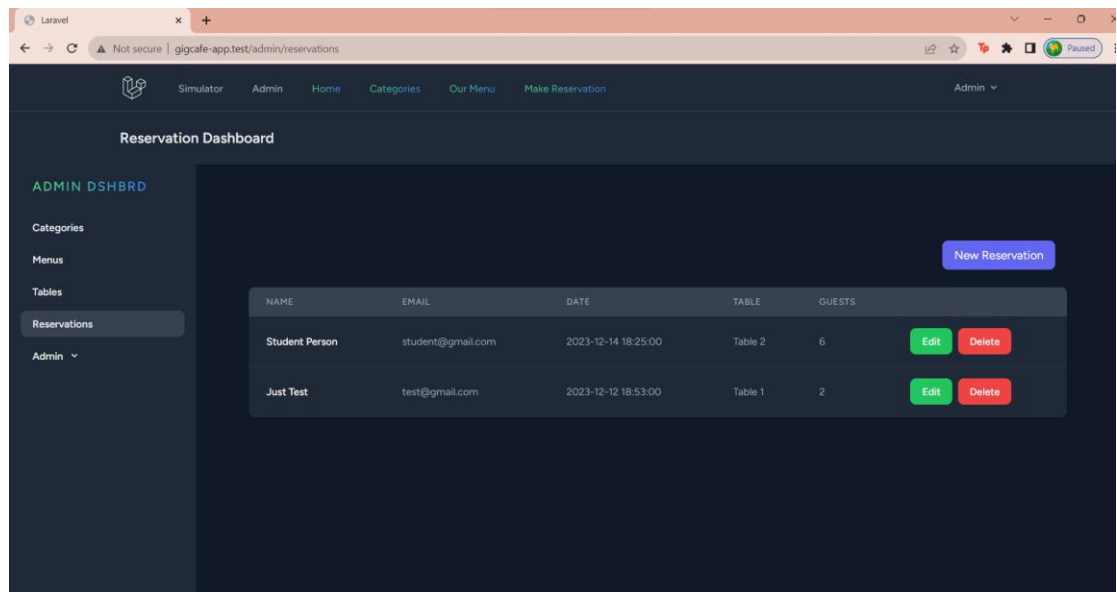 Laravel
Not secure | gigcafe-app.test/admin/reservations Tp Paused
Simulator Admin Home Categories Our Menu Make Reservation Admin
Reservation Dashboard
ADMIN DSHBRD
Categories
Menus
Tables
Reservations
Admin
New Reservation
NAME EMAIL DATE TABLE GUESTS
Student Person student@gmail.com 2023-12-14 18:25:00 Table 2 6 Edit Delete
Just Test test@gmail.com 2023-12-12 18:53:00 Table 1 2 Edit Delete